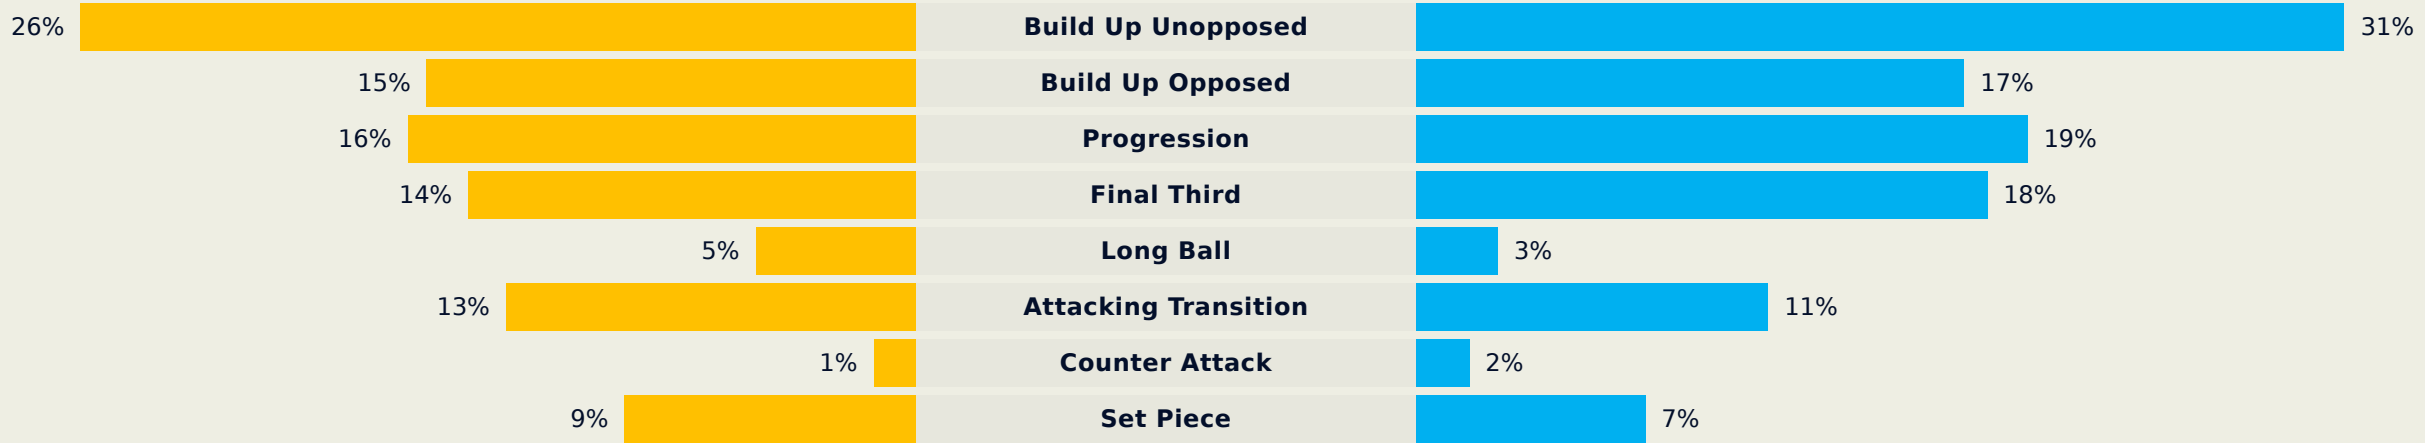 26% Build Up Unopposed 31%
15% Build Up Opposed 17%
16% Progression 19%
14% Final Third 18%
5% Long Ball 3%
13% Attacking Transition 11%
1% Counter Attack 2%
9% Set Piece 7%